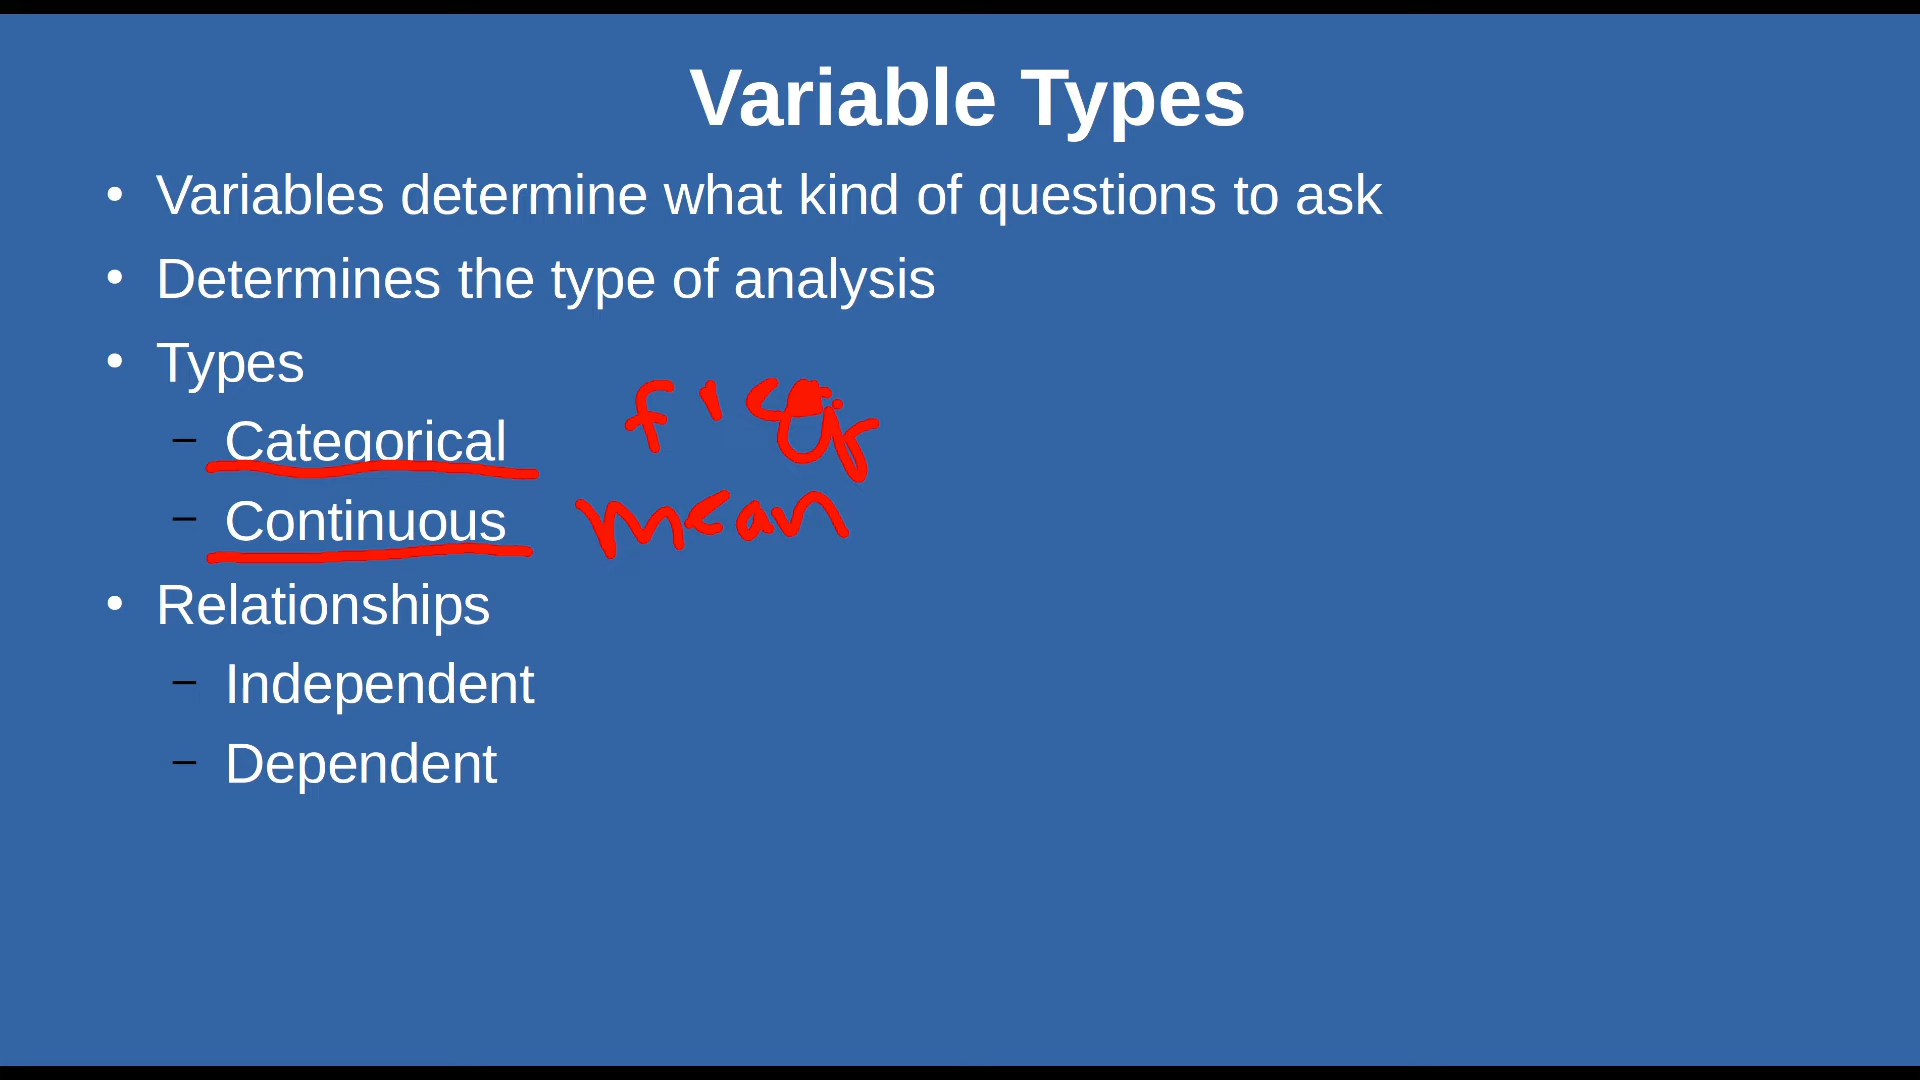 Variable Types
• Variables determine what kind of questions to ask
• Determines the type of analysis
• Types
– Categorical
– Continuous mean
• Relationships
– Independent
– Dependent